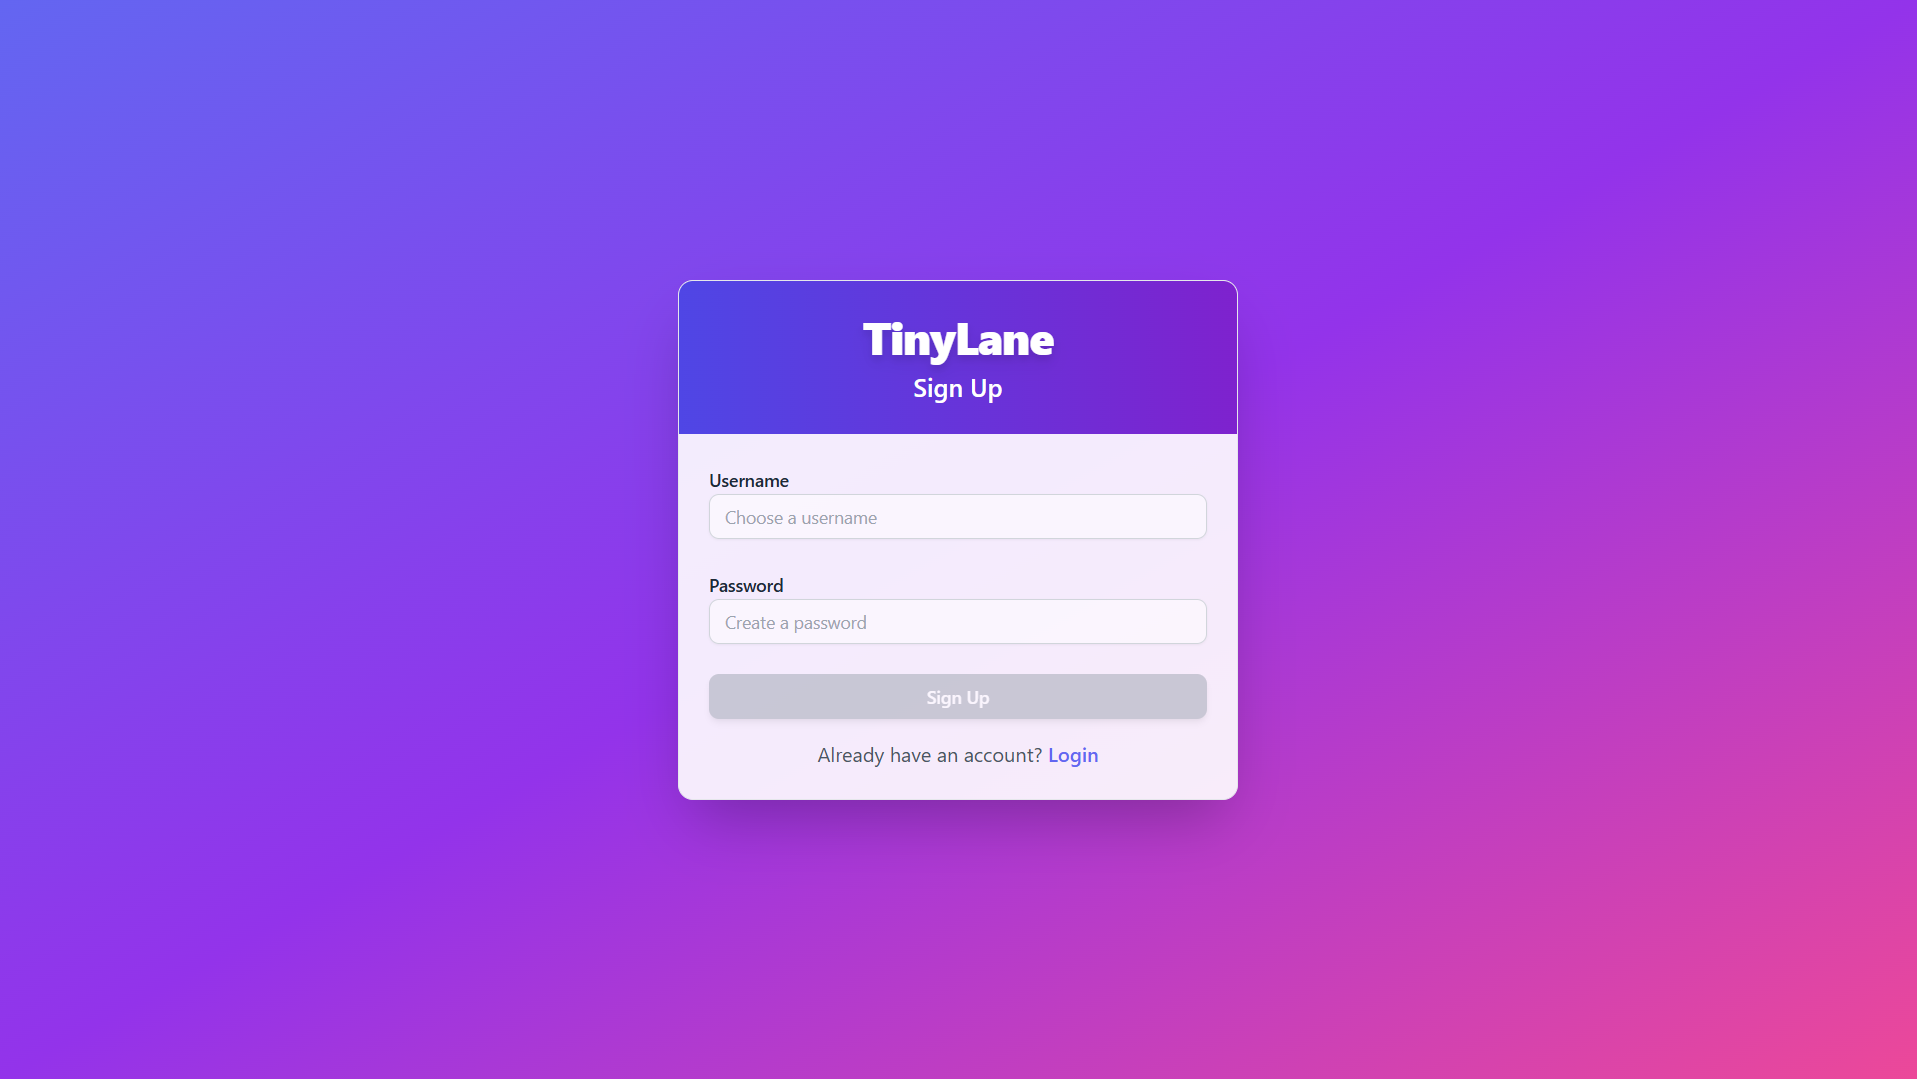 TinyLane
Sign Up
Username
Choose a username
Password
Create a password
Sign Up
Already have an account? Login